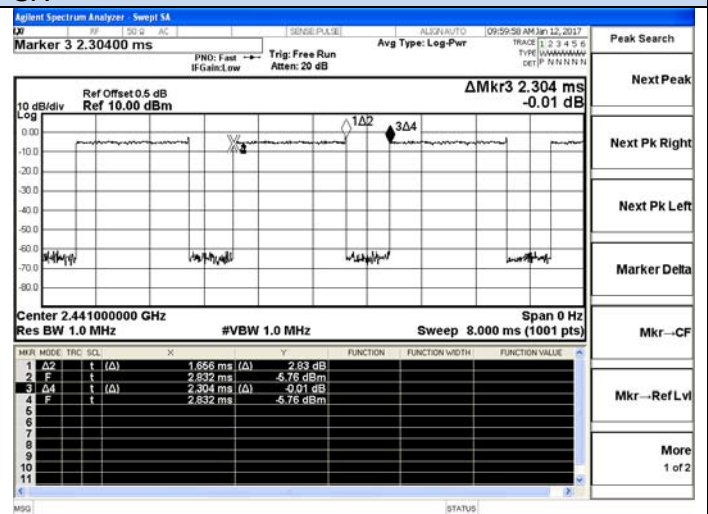 Agilent Spectrum Analyzer - Swept SA
RF 50 Ω AC SENSE:PULSE ALIGN AUTO 09:59:58 AM Jan 12, 2017
Marker 3 2.30400 ms
PNO: Fast
IFGain:Low
Trig: Free Run
Atten: 20 dB
Avg Type: Log-Pwr
TRACE 1 2 3 4 5 6
TYPE
DET P N N N N N
Peak Search
Next Peak
Next Pk Right
Next Pk Left
Marker Delta
Mkr→CF
Mkr→RefLvl
More
1 of 2
ΔMkr3 2.304 ms
-0.01 dB
Ref Offset 0.5 dB
10 dB/div Ref 10.00 dBm
Log
1Δ2
3Δ4
0.00
-10.0
-20.0
-30.0
-40.0
-50.0
-60.0
-70.0
-80.0
Center 2.441000000 GHz Span 0 Hz
Res BW 1.0 MHz #VBW 1.0 MHz Sweep 8.000 ms (1001 pts)
MKR MODE TRC SCL X Y FUNCTION FUNCTION WIDTH FUNCTION VALUE
1 Δ2 t (Δ) 1.656 ms (Δ) 2.83 dB
2 F t 2.832 ms -5.76 dBm
3 Δ4 t (Δ) 2.304 ms (Δ) -0.01 dB
4 F t 2.832 ms -5.76 dBm
5
6
7
8
9
10
11
MSG STATUS